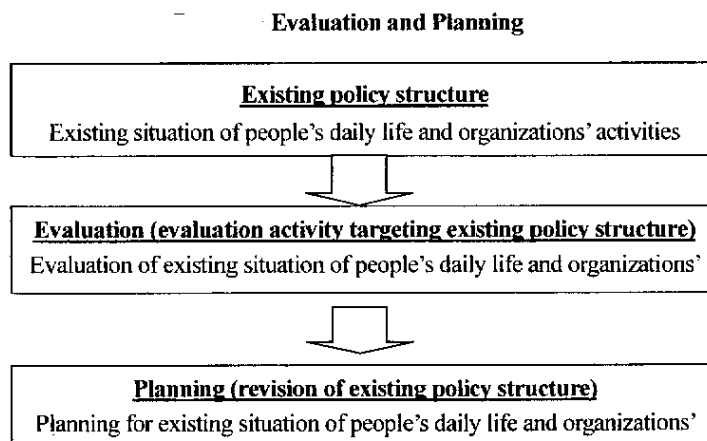 Evaluation and Planning
Existing policy structure
Existing situation of people's daily life and organizations' activities
Evaluation (evaluation activity targeting existing policy structure)
Evaluation of existing situation of people's daily life and organizations'
Planning (revision of existing policy structure)
Planning for existing situation of people's daily life and organizations'